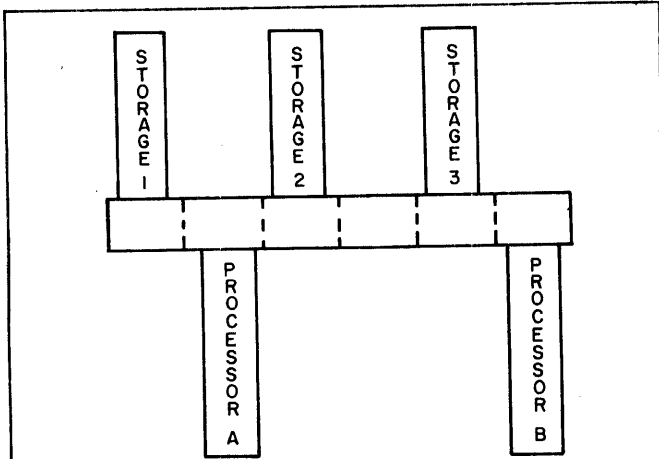 STORAGE 1
STORAGE 2
STORAGE 3
PROCESSOR A
PROCESSOR B